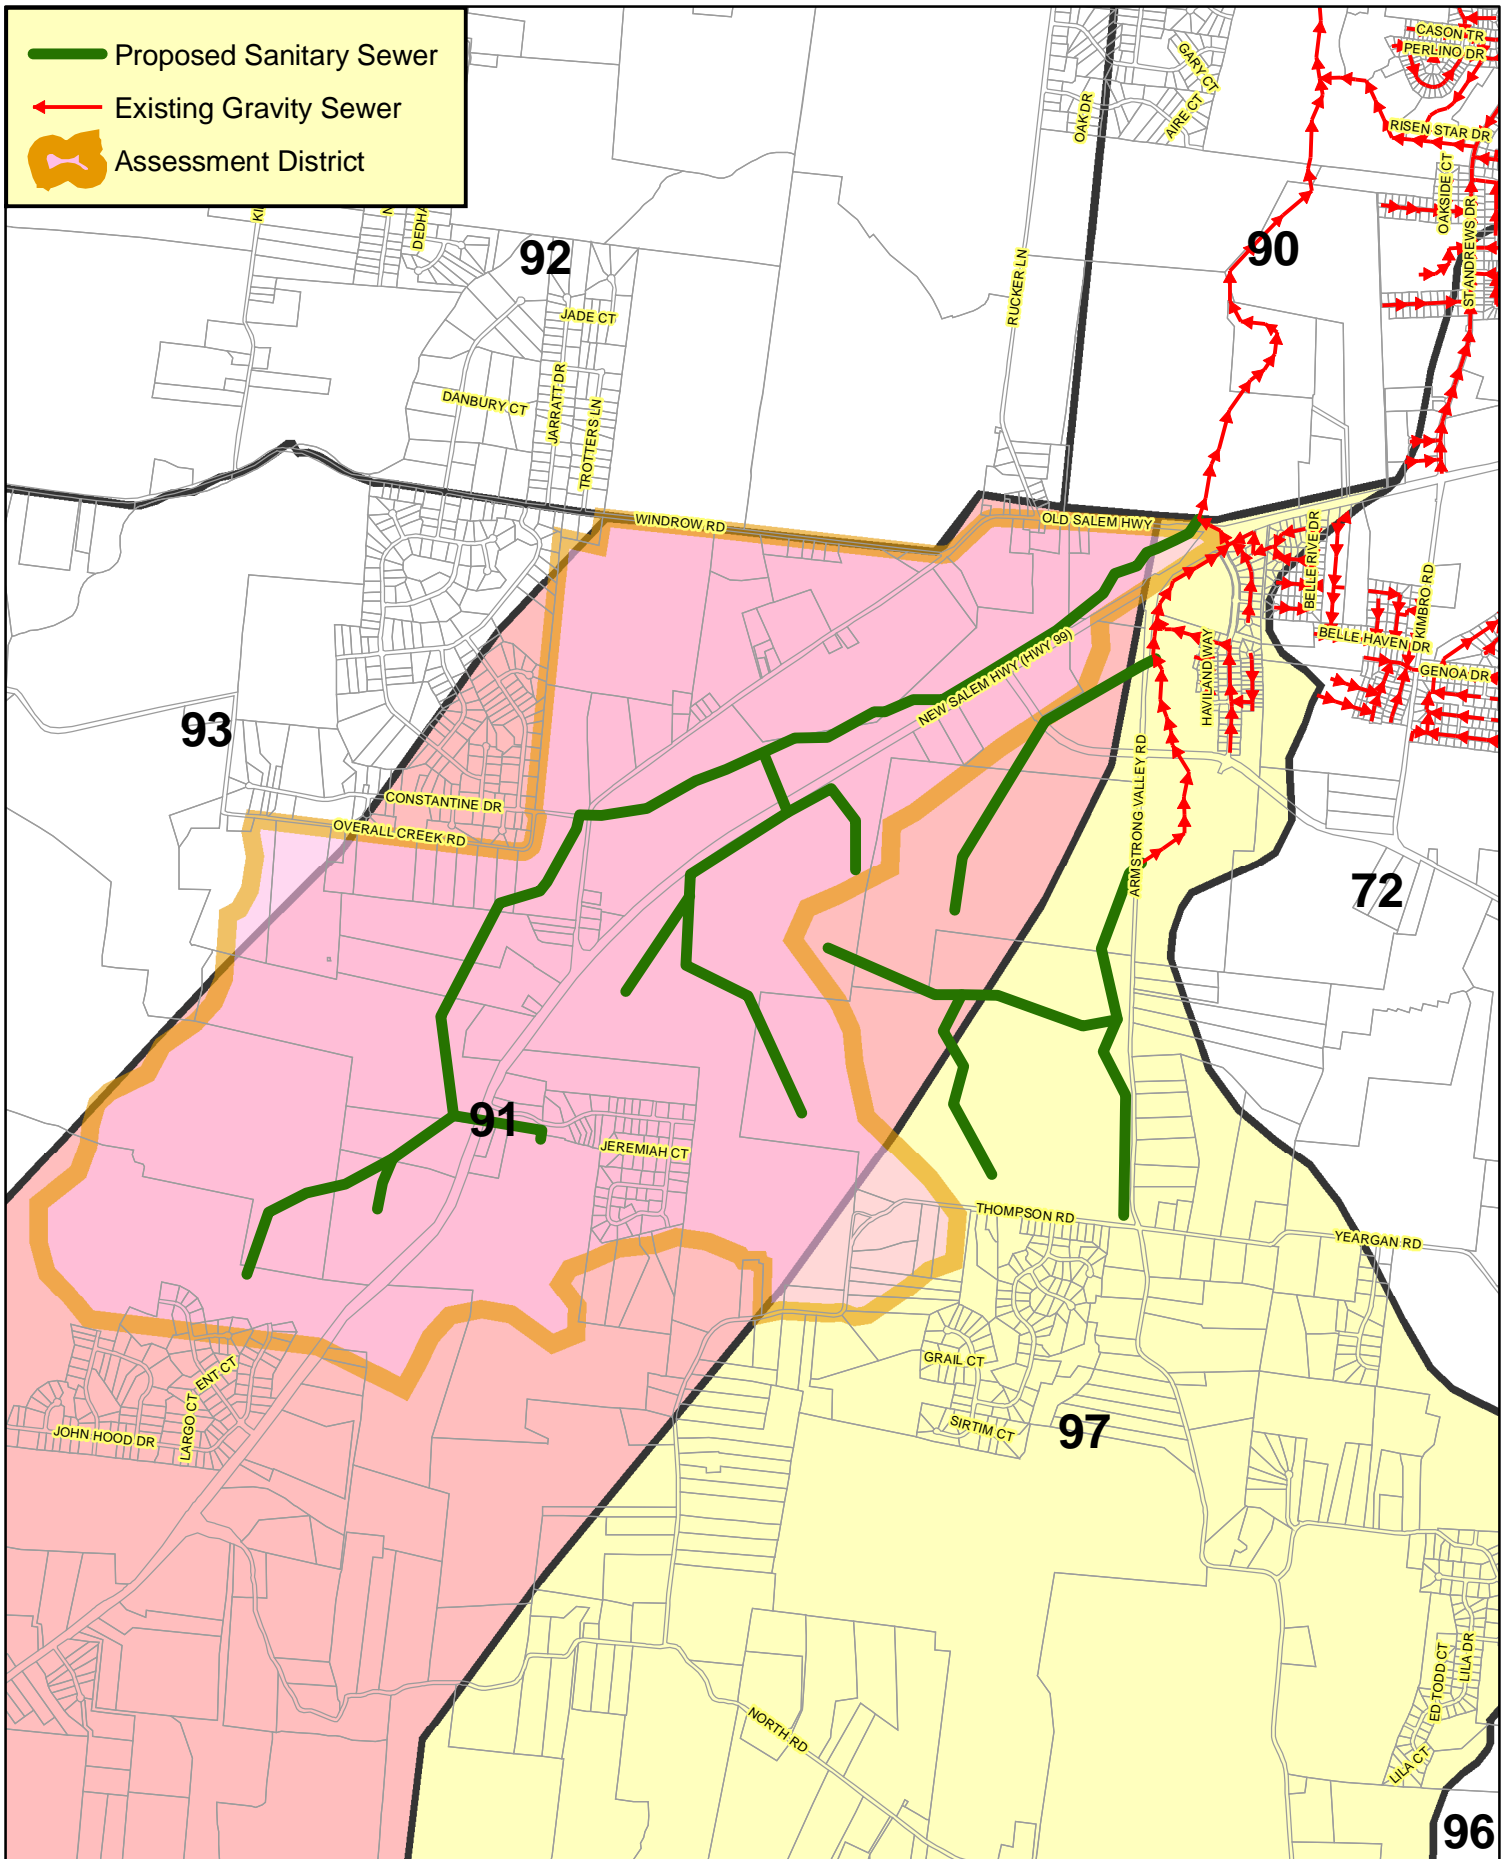 Proposed Sanitary Sewer
Existing Gravity Sewer
Assessment District
CASON TR
PERLINO DR
GARY CT
OAK DR
AIRE CT
RISEN STAR DR
OAKSIDE CT
DEDHA
92
90
ST ANDREWS DR
RUCKER LN
JADE CT
JARRATT DR
DANBURY CT
TROTTERS LN
WINDROW RD
OLD SALEM HWY
BELLE RIVE DR
KIMBRO RD
BELLE HAVEN DR
GENOA DR
NEW SALEM HWY (HWY 99)
HAVILAND WAY
93
ARMSTRONG VALLEY RD
CONSTANTINE DR
OVERALL CREEK RD
72
91
JEREMIAH CT
THOMPSON RD
YEARGAN RD
GRAIL CT
ENT CT
LARGO CT
JOHN HOOD DR
SIRTIM CT
97
ED TODD CT
LILA DR
NORTH RD
LILA CT
96